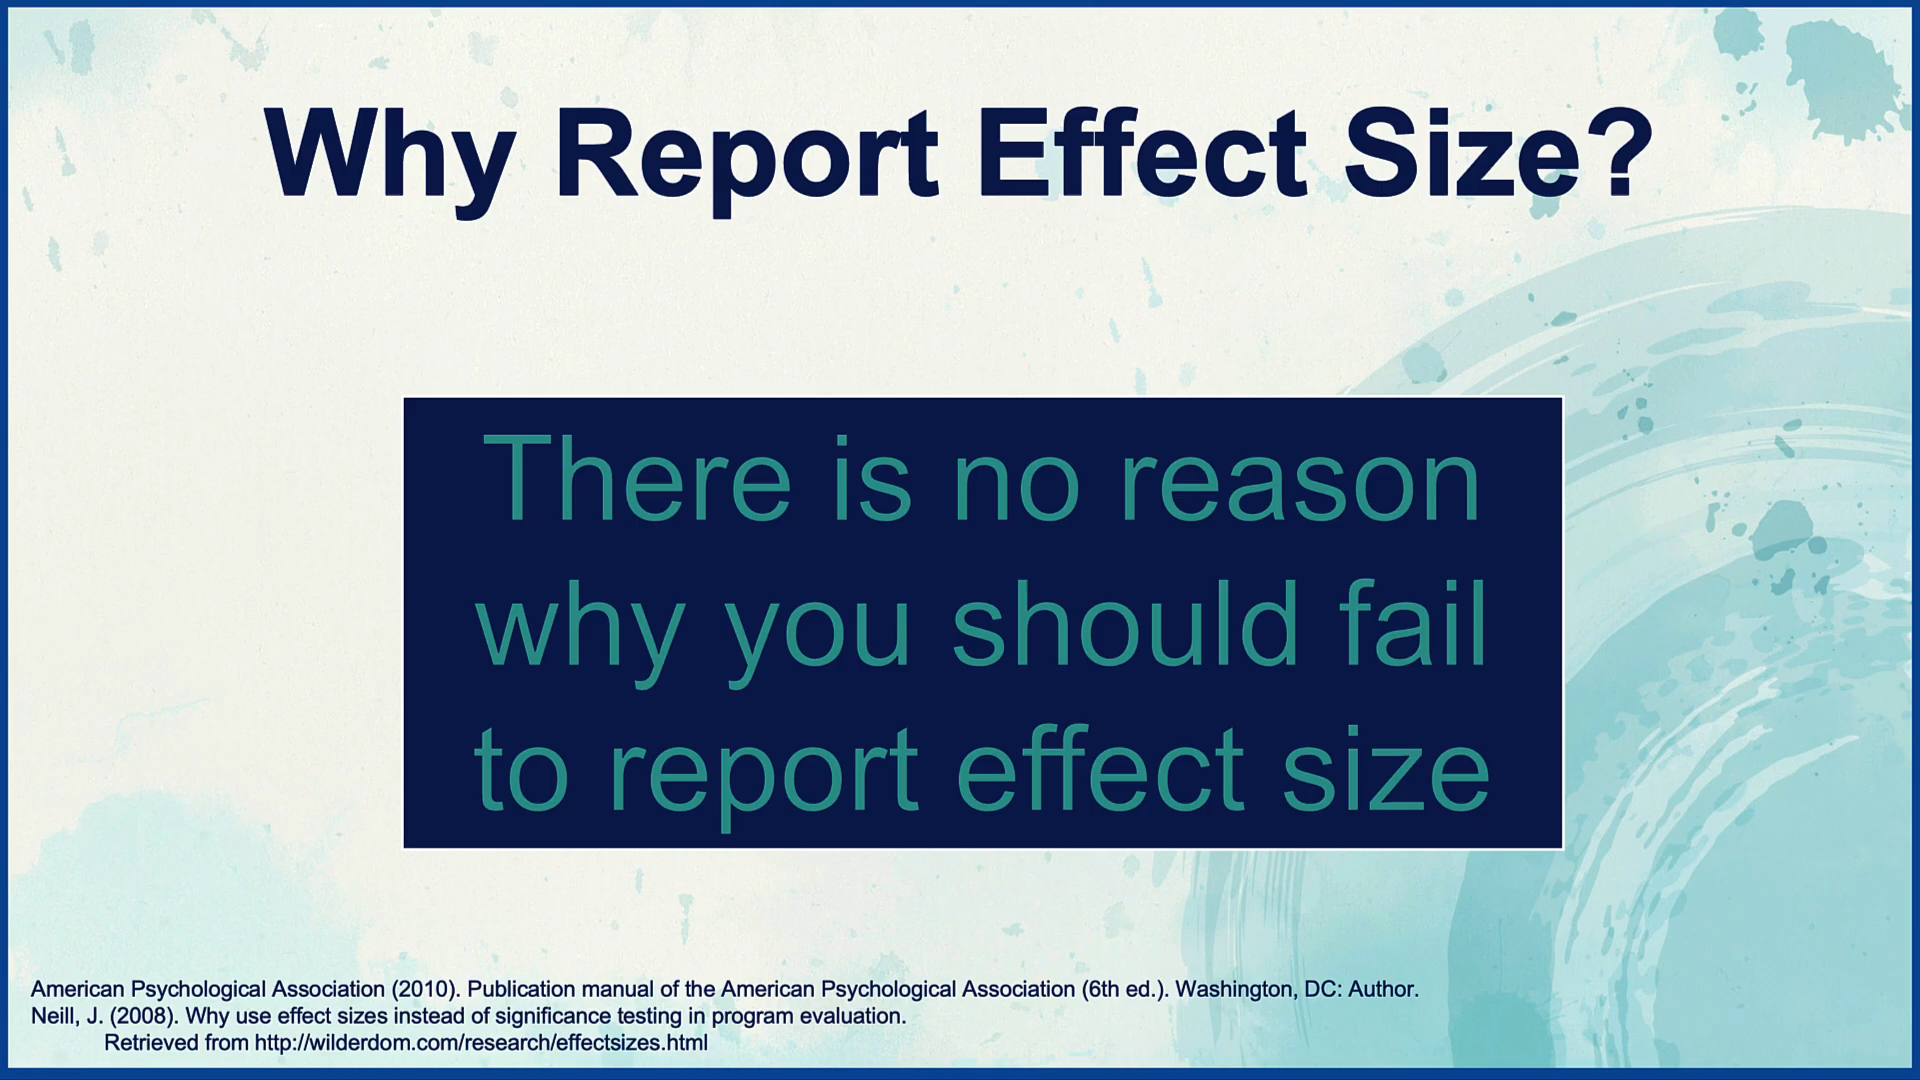 Why Report Effect Size?
There is no reason
why you should fail
to report effect size
American Psychological Association (2010). Publication manual of the American Psychological Association (6th ed.). Washington, DC: Author.
Neill, J. (2008). Why use effect sizes instead of significance testing in program evaluation.
Retrieved from http://wilderdom.com/research/effectsizes.html